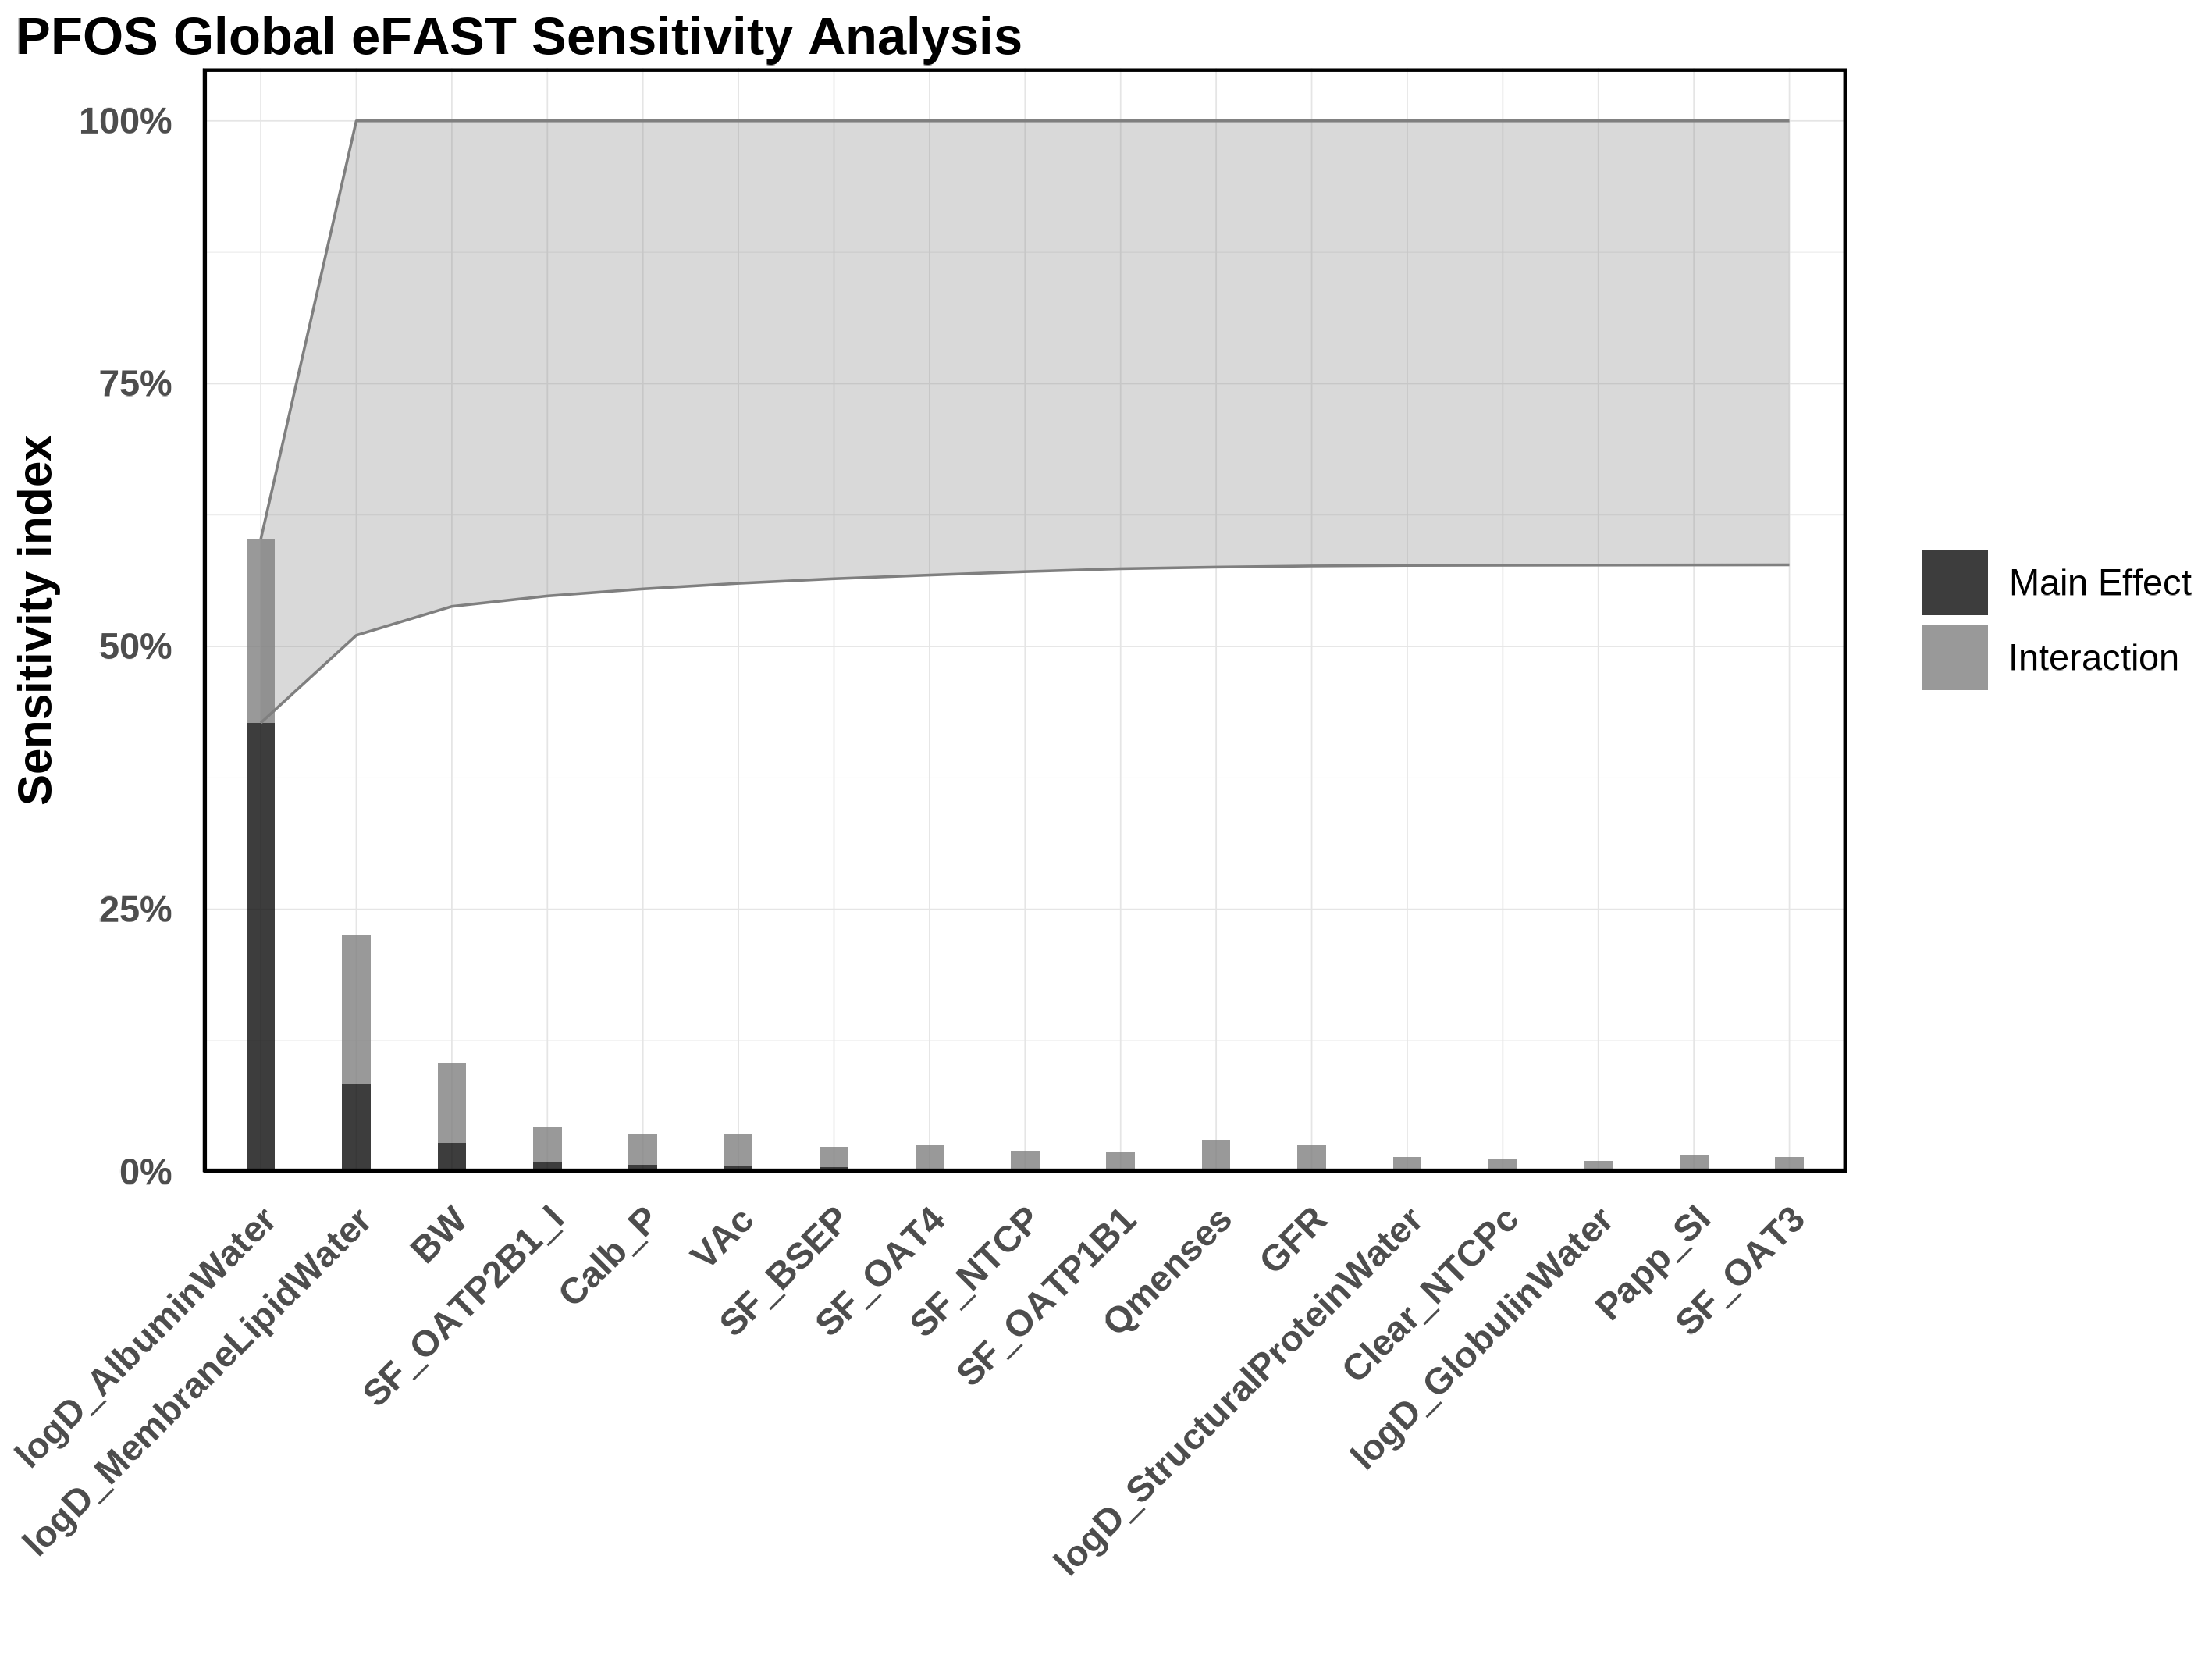 PFOS Global eFAST Sensitivity Analysis
Sensitivity index
100%
75%
50%
25%
0%
logD_AlbuminWater
logD_MembraneLipidWater
BW
SF_OATP2B1_I
Calb_P
VAc
SF_BSEP
SF_OAT4
SF_NTCP
SF_OATP1B1
Qmenses
GFR
logD_StructuralProteinWater
Clear_NTCPc
logD_GlobulinWater
Papp_SI
SF_OAT3
Main Effect
Interaction